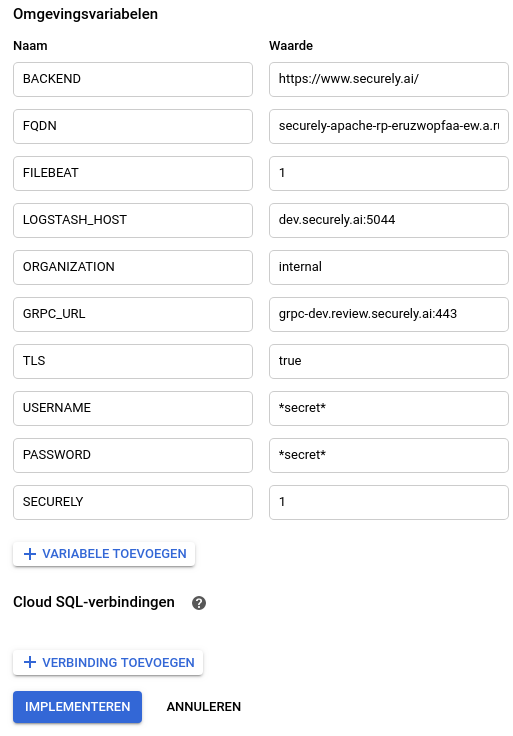 Omgevingsvariabelen
Naam Waarde
BACKEND https://www.securely.ai/
FQDN securely-apache-rp-eruzwopfaa-ew.a.ru
FILEBEAT 1
LOGSTASH_HOST dev.securely.ai:5044
ORGANIZATION internal
GRPC_URL grpc-dev.review.securely.ai:443
TLS true
USERNAME *secret*
PASSWORD *secret*
SECURELY 1
+ VARIABELE TOEVOEGEN
Cloud SQL-verbindingen ?
+ VERBINDING TOEVOEGEN
IMPLEMENTEREN ANNULEREN